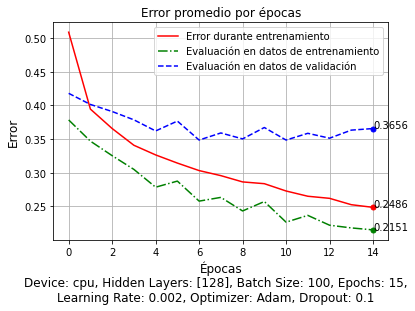 Error promedio por épocas
Error durante entrenamiento
Evaluación en datos de entrenamiento
Evaluación en datos de validación
Error
0.50
0.45
0.40
0.35
0.30
0.25
0.3656
0.2486
0.2151
0 2 4 6 8 10 12 14
Épocas
Device: cpu, Hidden Layers: [128], Batch Size: 100, Epochs: 15,
Learning Rate: 0.002, Optimizer: Adam, Dropout: 0.1